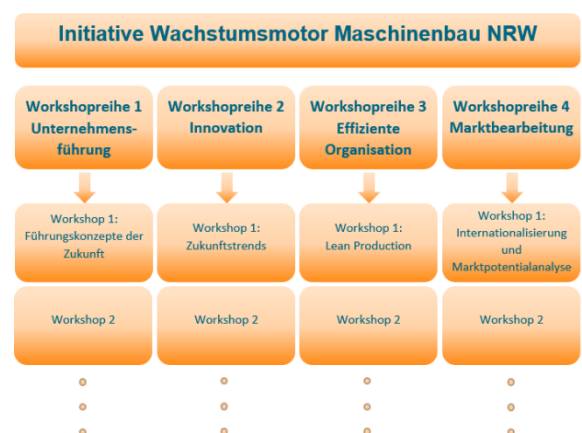 Initiative Wachstumsmotor Maschinenbau NRW
Workshopreihe 1
Unternehmens-
führung
Workshopreihe 2
Innovation
Workshopreihe 3
Effiziente
Organisation
Workshopreihe 4
Marktbearbeitung
Workshop 1:
Führungskonzepte der
Zukunft
Workshop 1:
Zukunftstrends
Workshop 1:
Lean Production
Workshop 1:
Internationalisierung
und
Marktpotentialanalyse
Workshop 2
Workshop 2
Workshop 2
Workshop 2